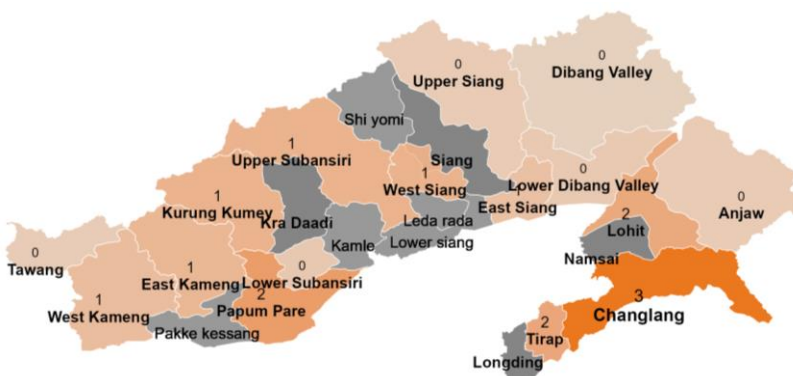 0
Upper Siang
0
Dibang Valley
Shi yomi
1
Upper Subansiri
Siang
1
West Siang
0
Lower Dibang Valley
1
East Siang
0
Anjaw
1
Kurung Kumey
Kra Daadi
Leda rada
Lower siang
Kamle
2
Lohit
Namsai
0
Tawang
1
East Kameng
0
Lower Subansiri
1
West Kameng
2
Papum Pare
Pakke kessang
3
Changlang
2
Tirap
Longding